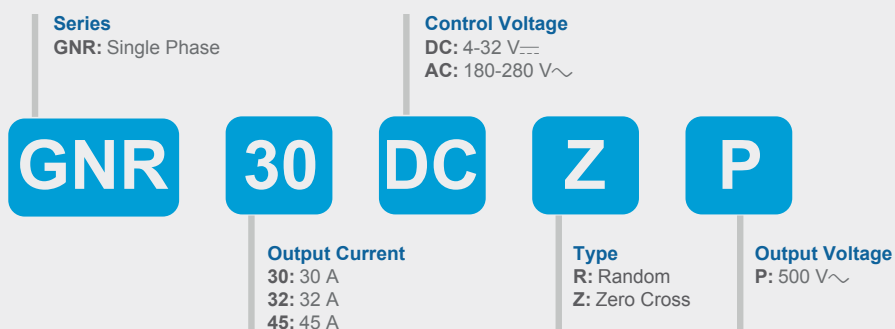 Series
GNR: Single Phase
Control Voltage
DC: 4-32 V⎓
AC: 180-280 V∿
GNR 30 DC Z P
Output Current
30: 30 A
32: 32 A
45: 45 A
Type
R: Random
Z: Zero Cross
Output Voltage
P: 500 V∿